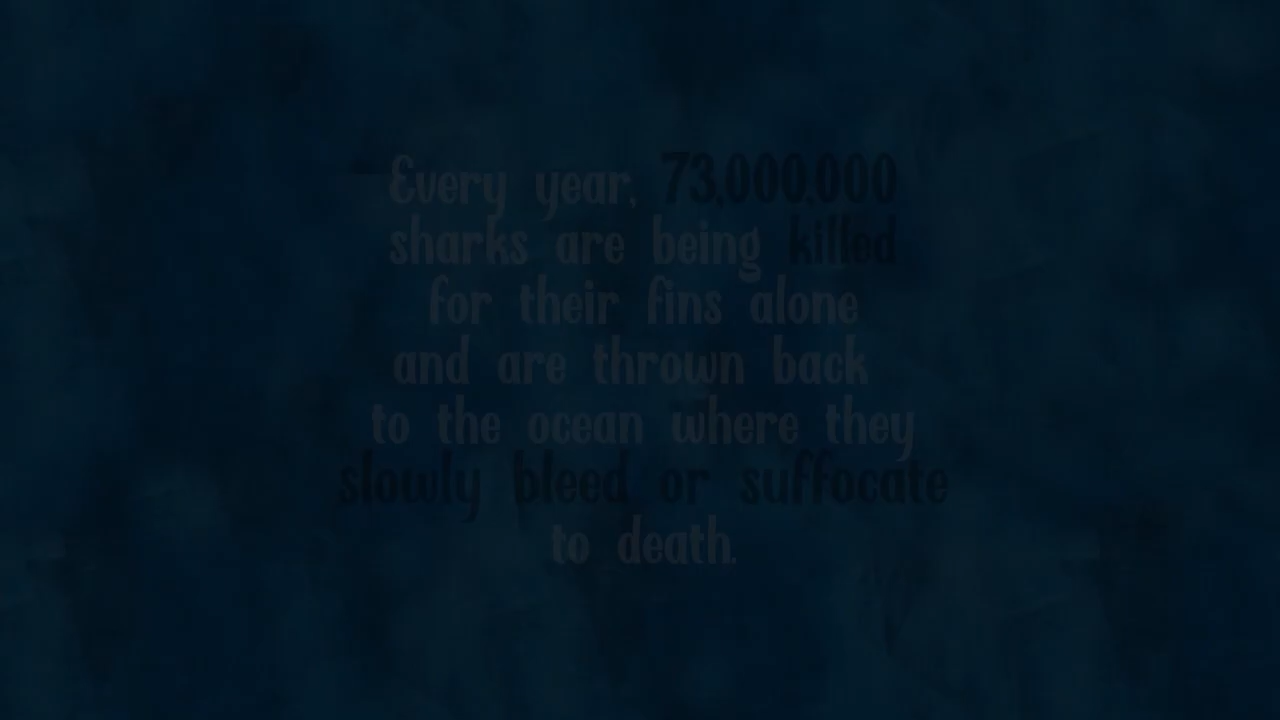 Every year, 73,000,000
sharks are being killed
for their fins alone
and are thrown back
to the ocean where they
slowly bleed or suffocate
to death.